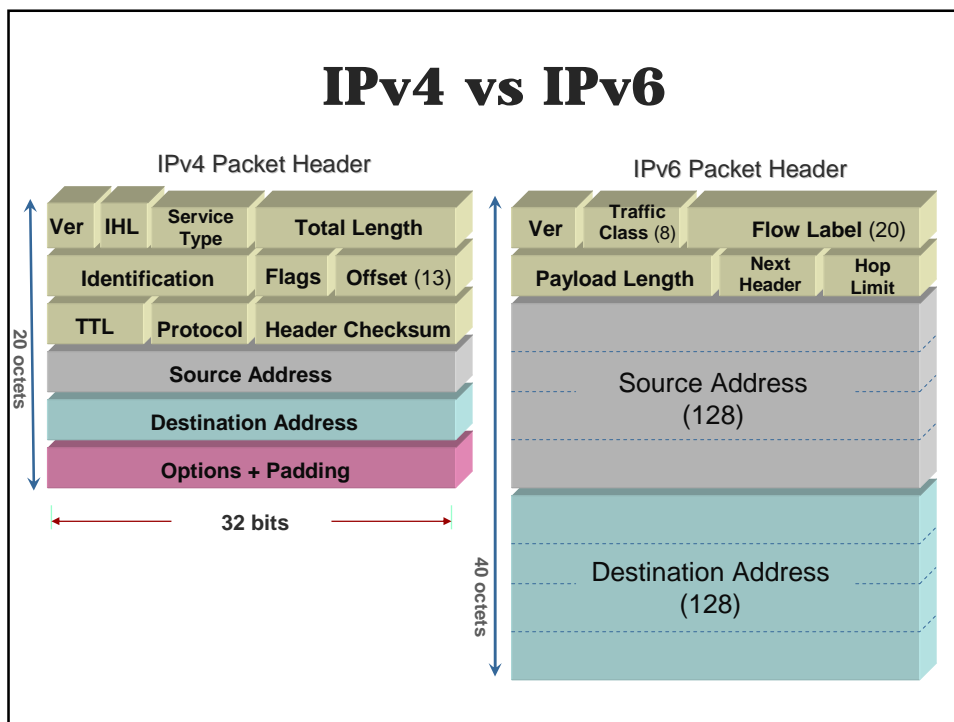 IPv4 vs IPv6
IPv4 Packet Header
Ver
IHL
Service
Type
Total Length
Identification
Flags
Offset (13)
TTL
Protocol
Header Checksum
Source Address
Destination Address
Options + Padding
20 octets
32 bits
IPv6 Packet Header
Ver
Traffic
Class (8)
Flow Label (20)
Payload Length
Next
Header
Hop
Limit
Source Address
(128)
Destination Address
(128)
40 octets